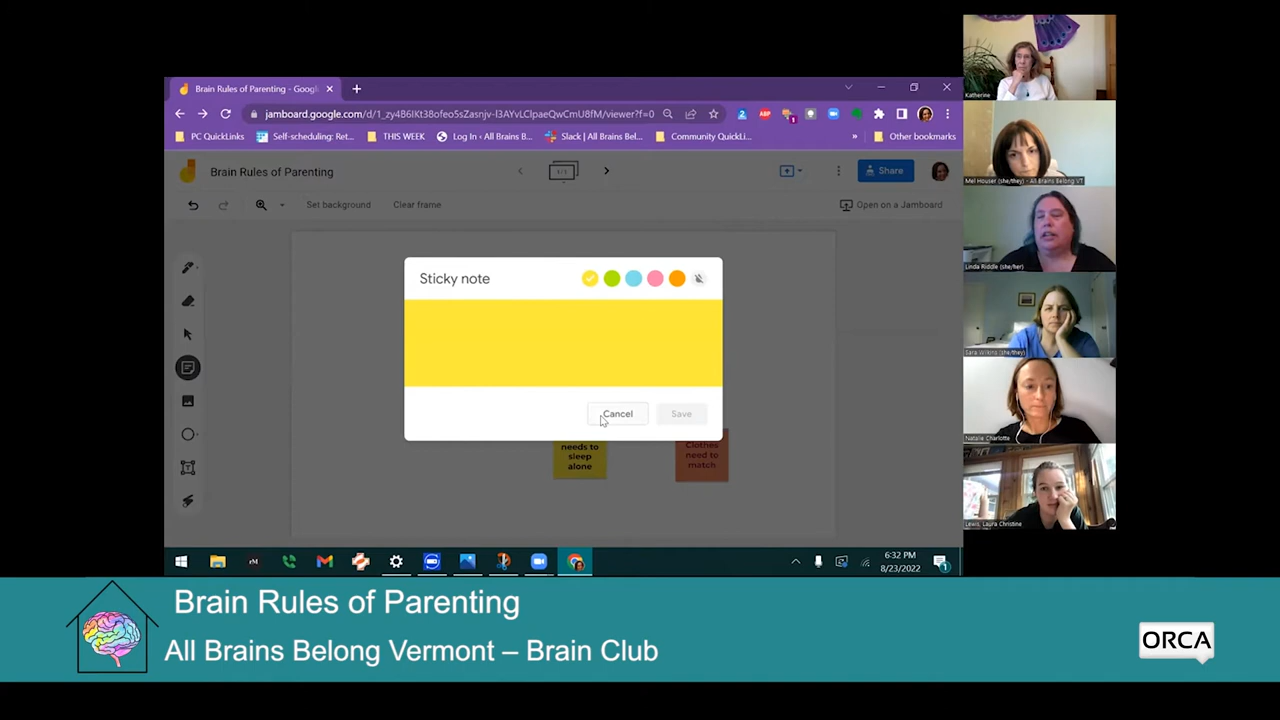 Brain Rules of Parenting - Googl
jamboard.google.com/d/1_zy486IKt38ofeo5sZasnjv-I3AYvLClpaeQwCmU8fM/viewer?f=0
PC QuickLinks
Self-scheduling: Ret...
THIS WEEK
Log In ‹ All Brains B...
Slack | All Brains Bel...
Community QuickLi...
»
Other bookmarks
Brain Rules of Parenting
1/1
Share
Set background
Clear frame
Open on a Jamboard
Sticky note
Cancel
Save
needs to
sleep
alone
Clothes
need to
match
6:32 PM
8/23/2022
Katherine
Mel Houser (she/they) - All Brains Belong VT
Linda Riddle (she/her)
Sara Wilkins (she/they)
Natalie Charlotte
Lewis, Laura Christine
Brain Rules of Parenting
All Brains Belong Vermont – Brain Club
ORCA